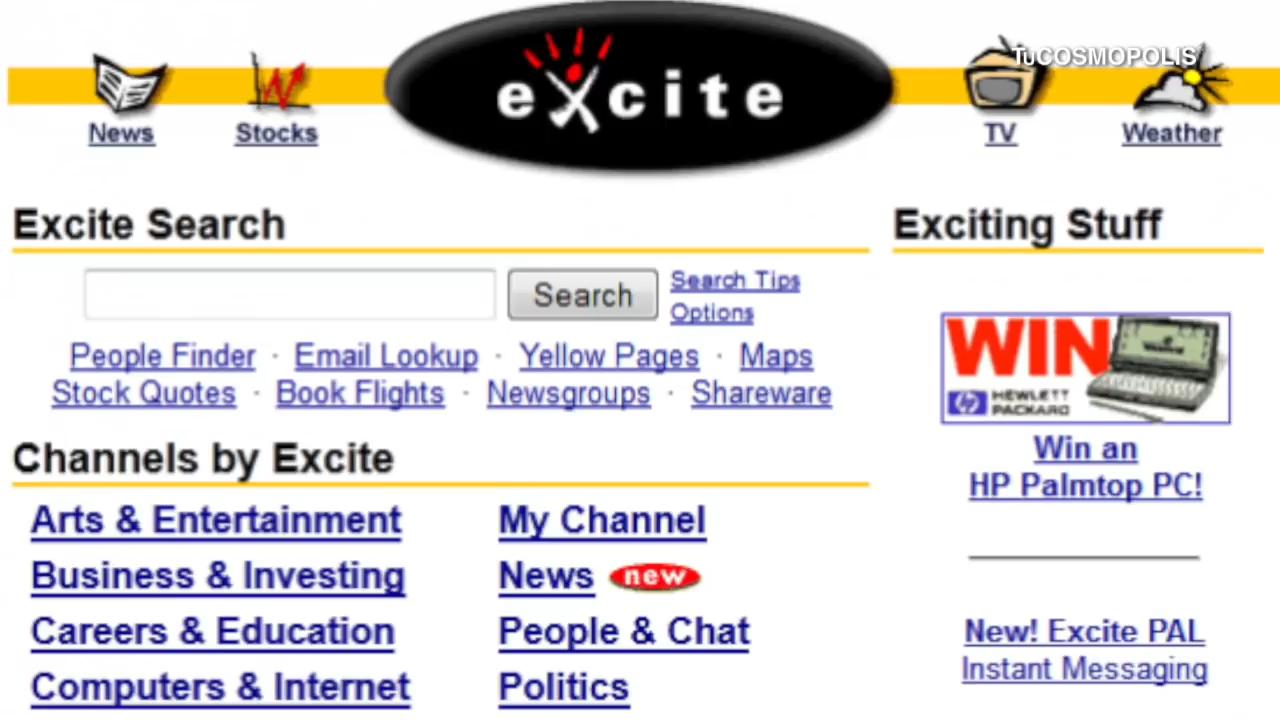 TuCOSMOPOLIS
excite
News
Stocks
TV
Weather
Excite Search
Search
Search Tips
Options
People Finder · Email Lookup · Yellow Pages · Maps
Stock Quotes · Book Flights · Newsgroups · Shareware
Channels by Excite
Arts & Entertainment
Business & Investing
Careers & Education
Computers & Internet
My Channel
News new
People & Chat
Politics
Exciting Stuff
WIN
hp HEWLETT
PACKARD
Win an
HP Palmtop PC!
New! Excite PAL
Instant Messaging